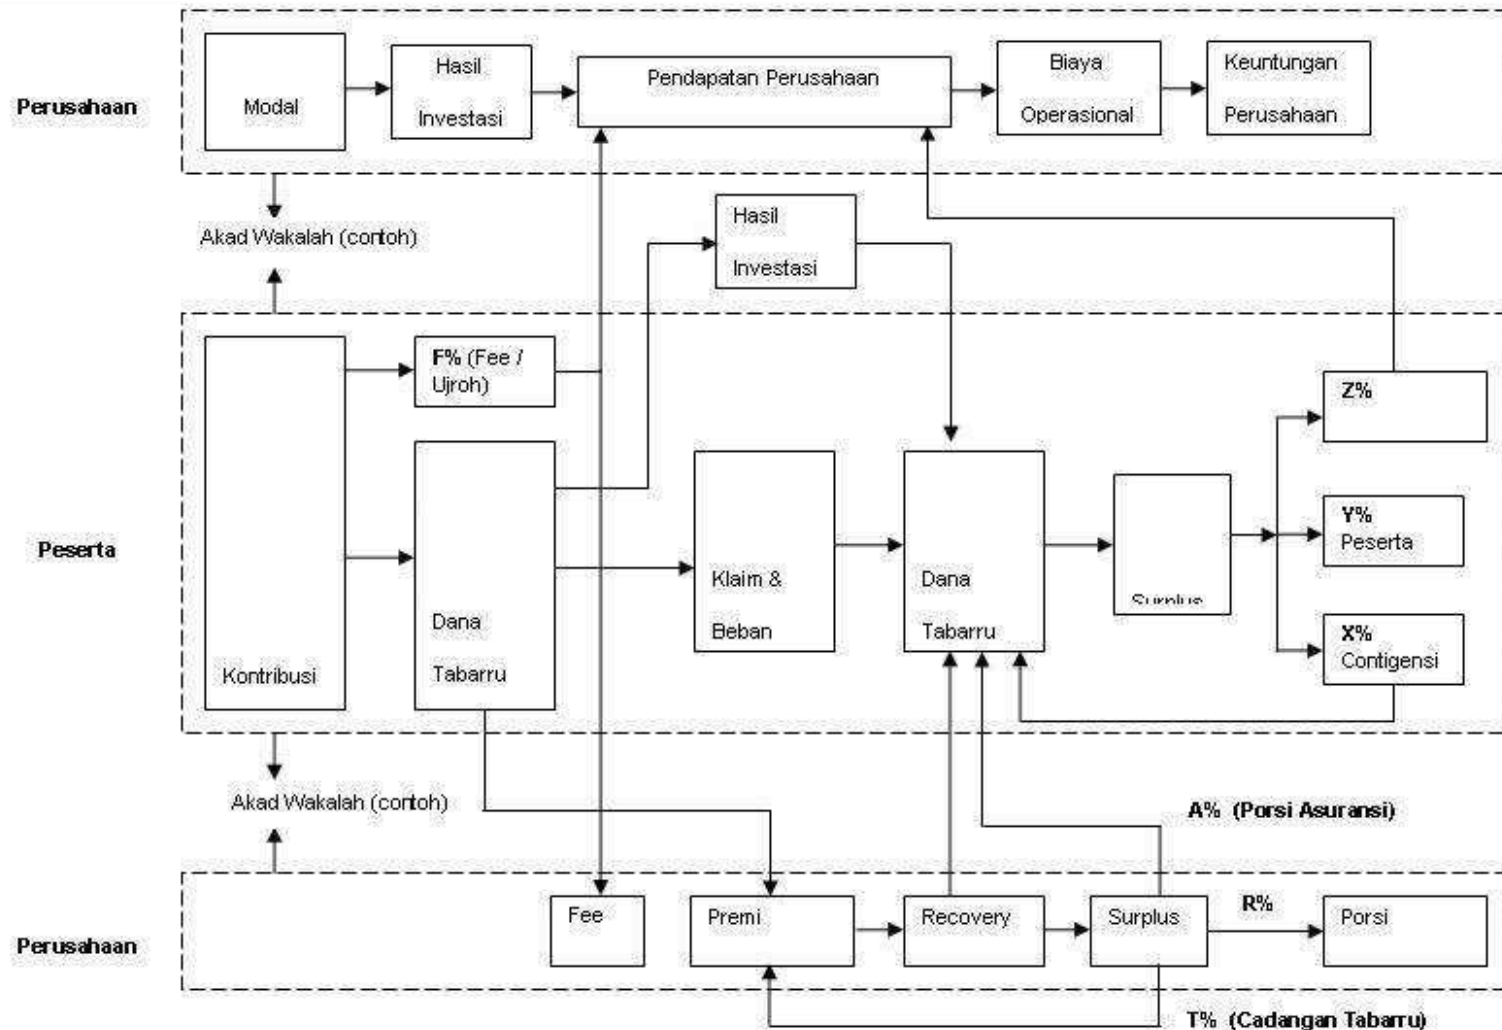 Perusahaan
Modal
Hasil
Investasi
Pendapatan Perusahaan
Biaya
Operasional
Keuntungan
Perusahaan
Akad Wakalah (contoh)
Hasil
Investasi
Peserta
Kontribusi
F% (Fee /
Ujroh)
Dana
Tabarru
Klaim &
Beban
Dana
Tabarru
Surplus
Z%
Y%
Peserta
X%
Contigensi
Akad Wakalah (contoh)
A% (Porsi Asuransi)
Perusahaan
Fee
Premi
Recovery
Surplus
R%
Porsi
T% (Cadangan Tabarru)